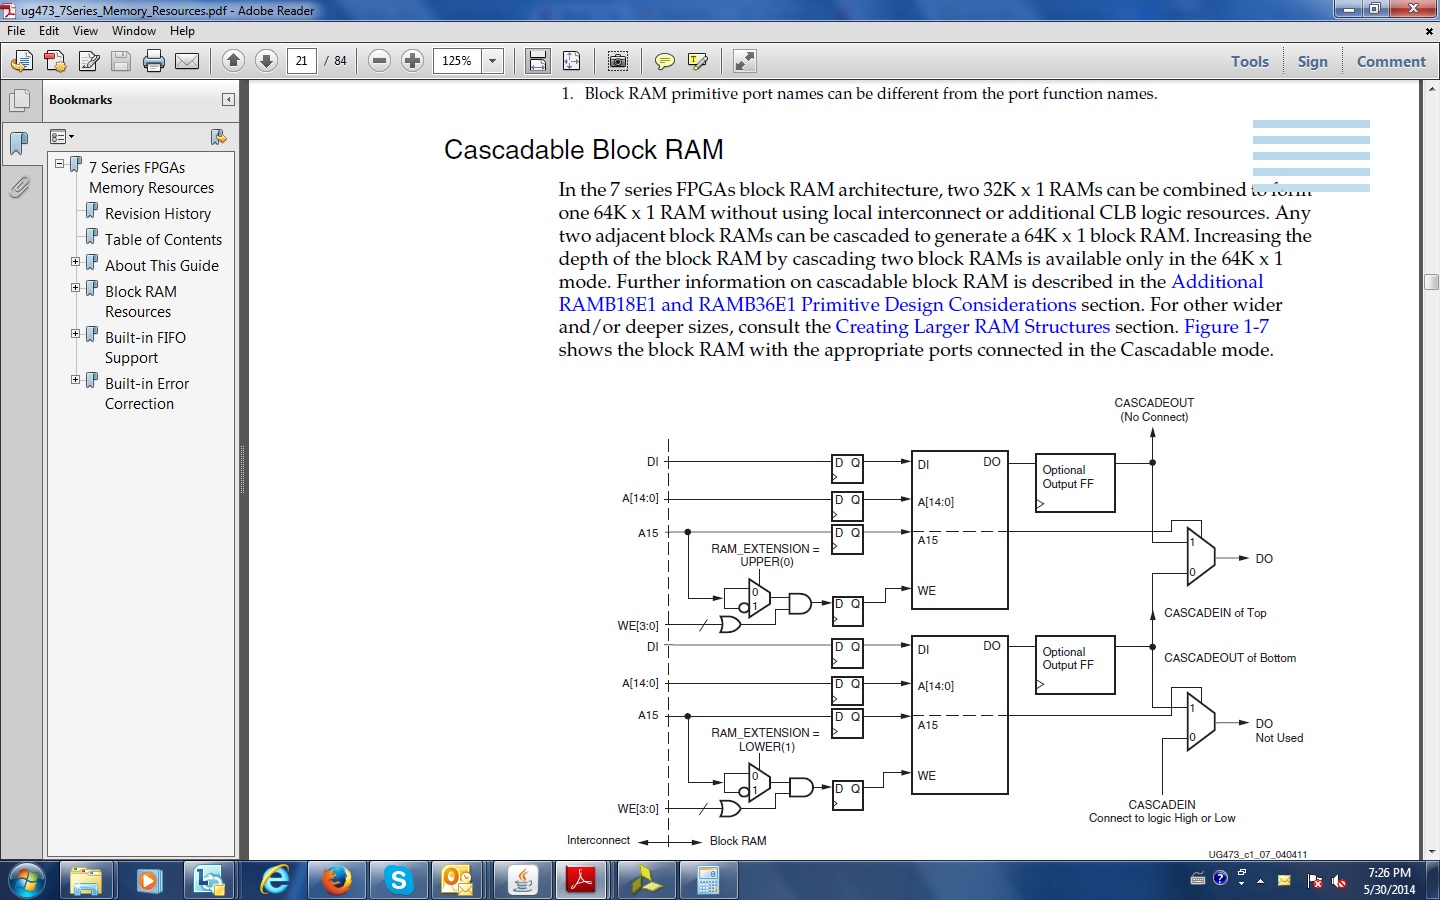 ug473_7Series_Memory_Resources.pdf - Adobe Reader
File Edit View Window Help
21 / 84
125%
Tools Sign Comment
Bookmarks
7 Series FPGAs
Memory Resources
Revision History
Table of Contents
About This Guide
Block RAM
Resources
Built-in FIFO
Support
Built-in Error
Correction
1. Block RAM primitive port names can be different from the port function names.
Cascadable Block RAM
In the 7 series FPGAs block RAM architecture, two 32K x 1 RAMs can be combined to form
one 64K x 1 RAM without using local interconnect or additional CLB logic resources. Any
two adjacent block RAMs can be cascaded to generate a 64K x 1 block RAM. Increasing the
depth of the block RAM by cascading two block RAMs is available only in the 64K x 1
mode. Further information on cascadable block RAM is described in the Additional
RAMB18E1 and RAMB36E1 Primitive Design Considerations section. For other wider
and/or deeper sizes, consult the Creating Larger RAM Structures section. Figure 1-7
shows the block RAM with the appropriate ports connected in the Cascadable mode.
CASCADEOUT
(No Connect)
DI
D Q
DI
DO
Optional
Output FF
A[14:0]
D Q
A[14:0]
A15
D Q
A15
RAM_EXTENSION =
UPPER(0)
1
0
DO
0
1
WE
D Q
WE[3:0]
CASCADEIN of Top
DI
D Q
DI
DO
Optional
Output FF
CASCADEOUT of Bottom
A[14:0]
D Q
A[14:0]
A15
D Q
A15
RAM_EXTENSION =
LOWER(1)
1
0
DO
Not Used
0
1
WE
D Q
WE[3:0]
CASCADEIN
Connect to logic High or Low
Interconnect
Block RAM
UG473_c1_07_040411
7:26 PM
5/30/2014